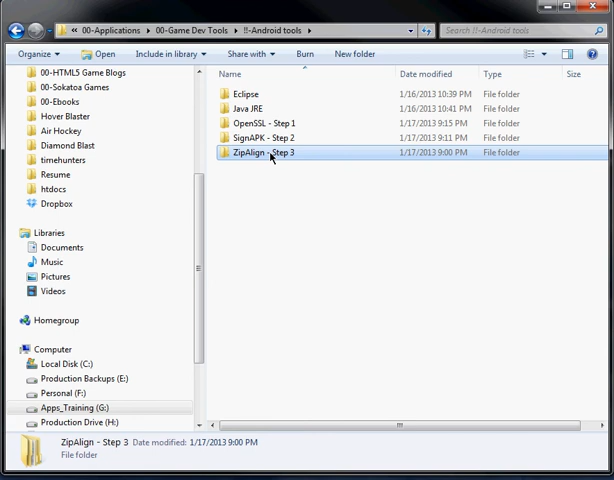 « 00-Applications 00-Game Dev Tools !!-Android tools
Search !!-Android tools
Organize Open Include in library Share with Burn New folder
Name Date modified Type Size
Eclipse 1/16/2013 10:39 PM File folder
Java JRE 1/16/2013 10:41 PM File folder
OpenSSL - Step 1 1/17/2013 9:15 PM File folder
SignAPK - Step 2 1/17/2013 9:11 PM File folder
ZipAlign - Step 3 1/17/2013 9:00 PM File folder
00-HTML5 Game Blogs
00-Sokatoa Games
00-Ebooks
Hover Blaster
Air Hockey
Diamond Blast
timehunters
Resume
htdocs
Dropbox
Libraries
Documents
Music
Pictures
Videos
Homegroup
Computer
Local Disk (C:)
Production Backups (E:)
Personal (F:)
Apps_Training (G:)
Production Drive (H:)
ZipAlign - Step 3 Date modified: 1/17/2013 9:00 PM
File folder